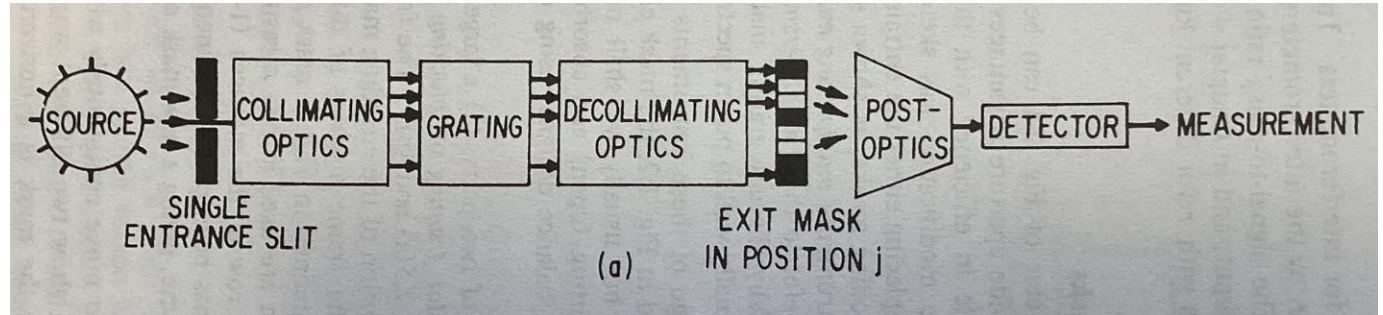 SOURCE
SINGLE
ENTRANCE SLIT
COLLIMATING
OPTICS
GRATING
DECOLLIMATING
OPTICS
EXIT MASK
IN POSITION j
POST-
OPTICS
DETECTOR
MEASUREMENT
(a)